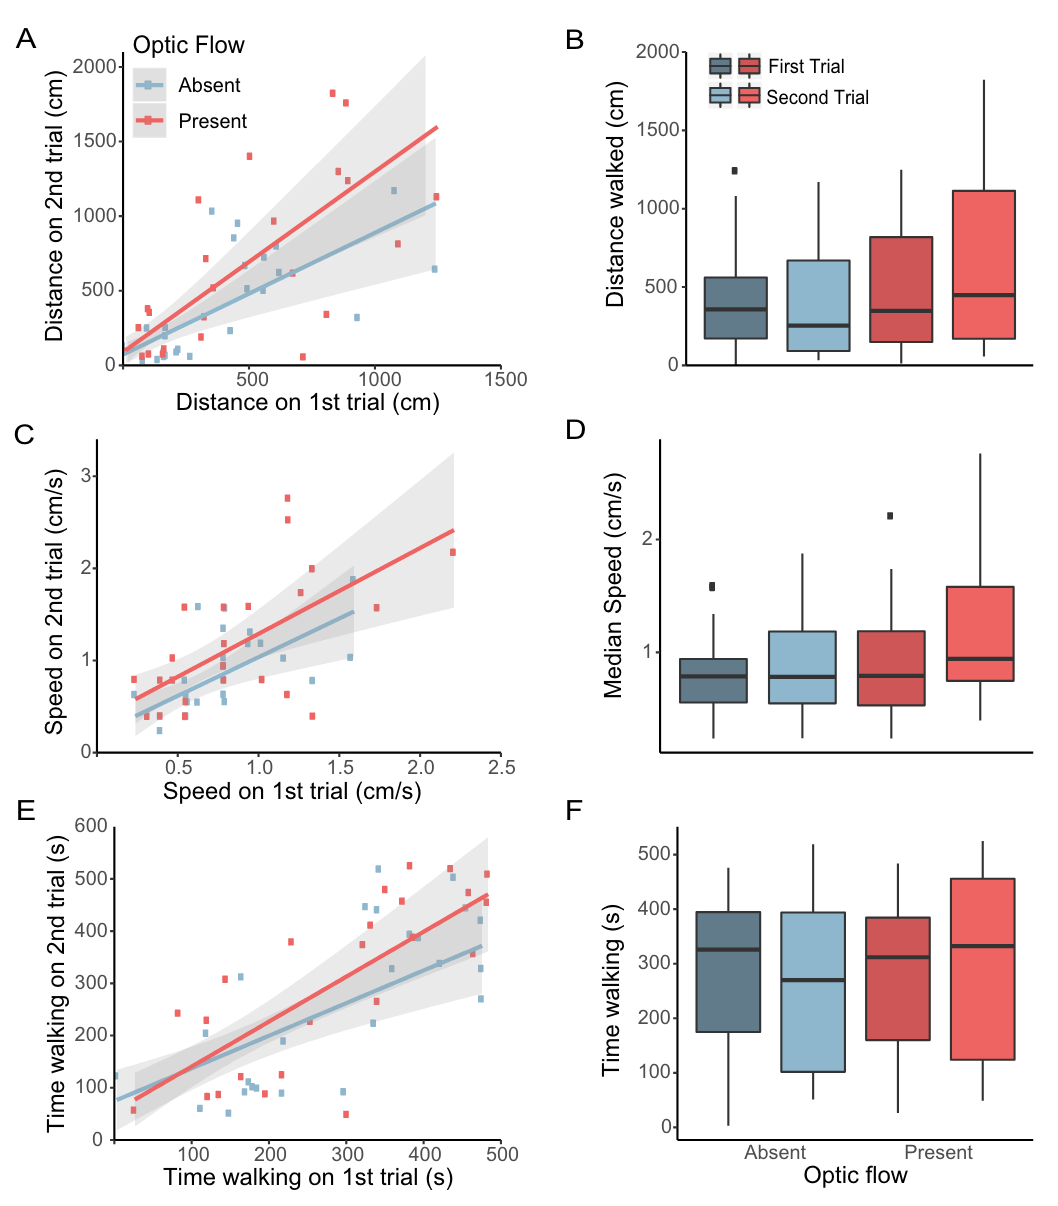 A
Optic Flow
Absent
Present
Distance on 2nd trial (cm)
2000
1500
1000
500
0
500
1000
1500
Distance on 1st trial (cm)
B
Distance walked (cm)
2000
1500
1000
500
0
First Trial
Second Trial
C
Speed on 2nd trial (cm/s)
3
2
1
0
0.5
1.0
1.5
2.0
2.5
Speed on 1st trial (cm/s)
D
Median Speed (cm/s)
2
1
E
Time walking on 2nd trial (s)
600
500
400
300
200
100
0
100
200
300
400
500
Time walking on 1st trial (s)
F
Time walking (s)
500
400
300
200
100
0
Absent
Present
Optic flow